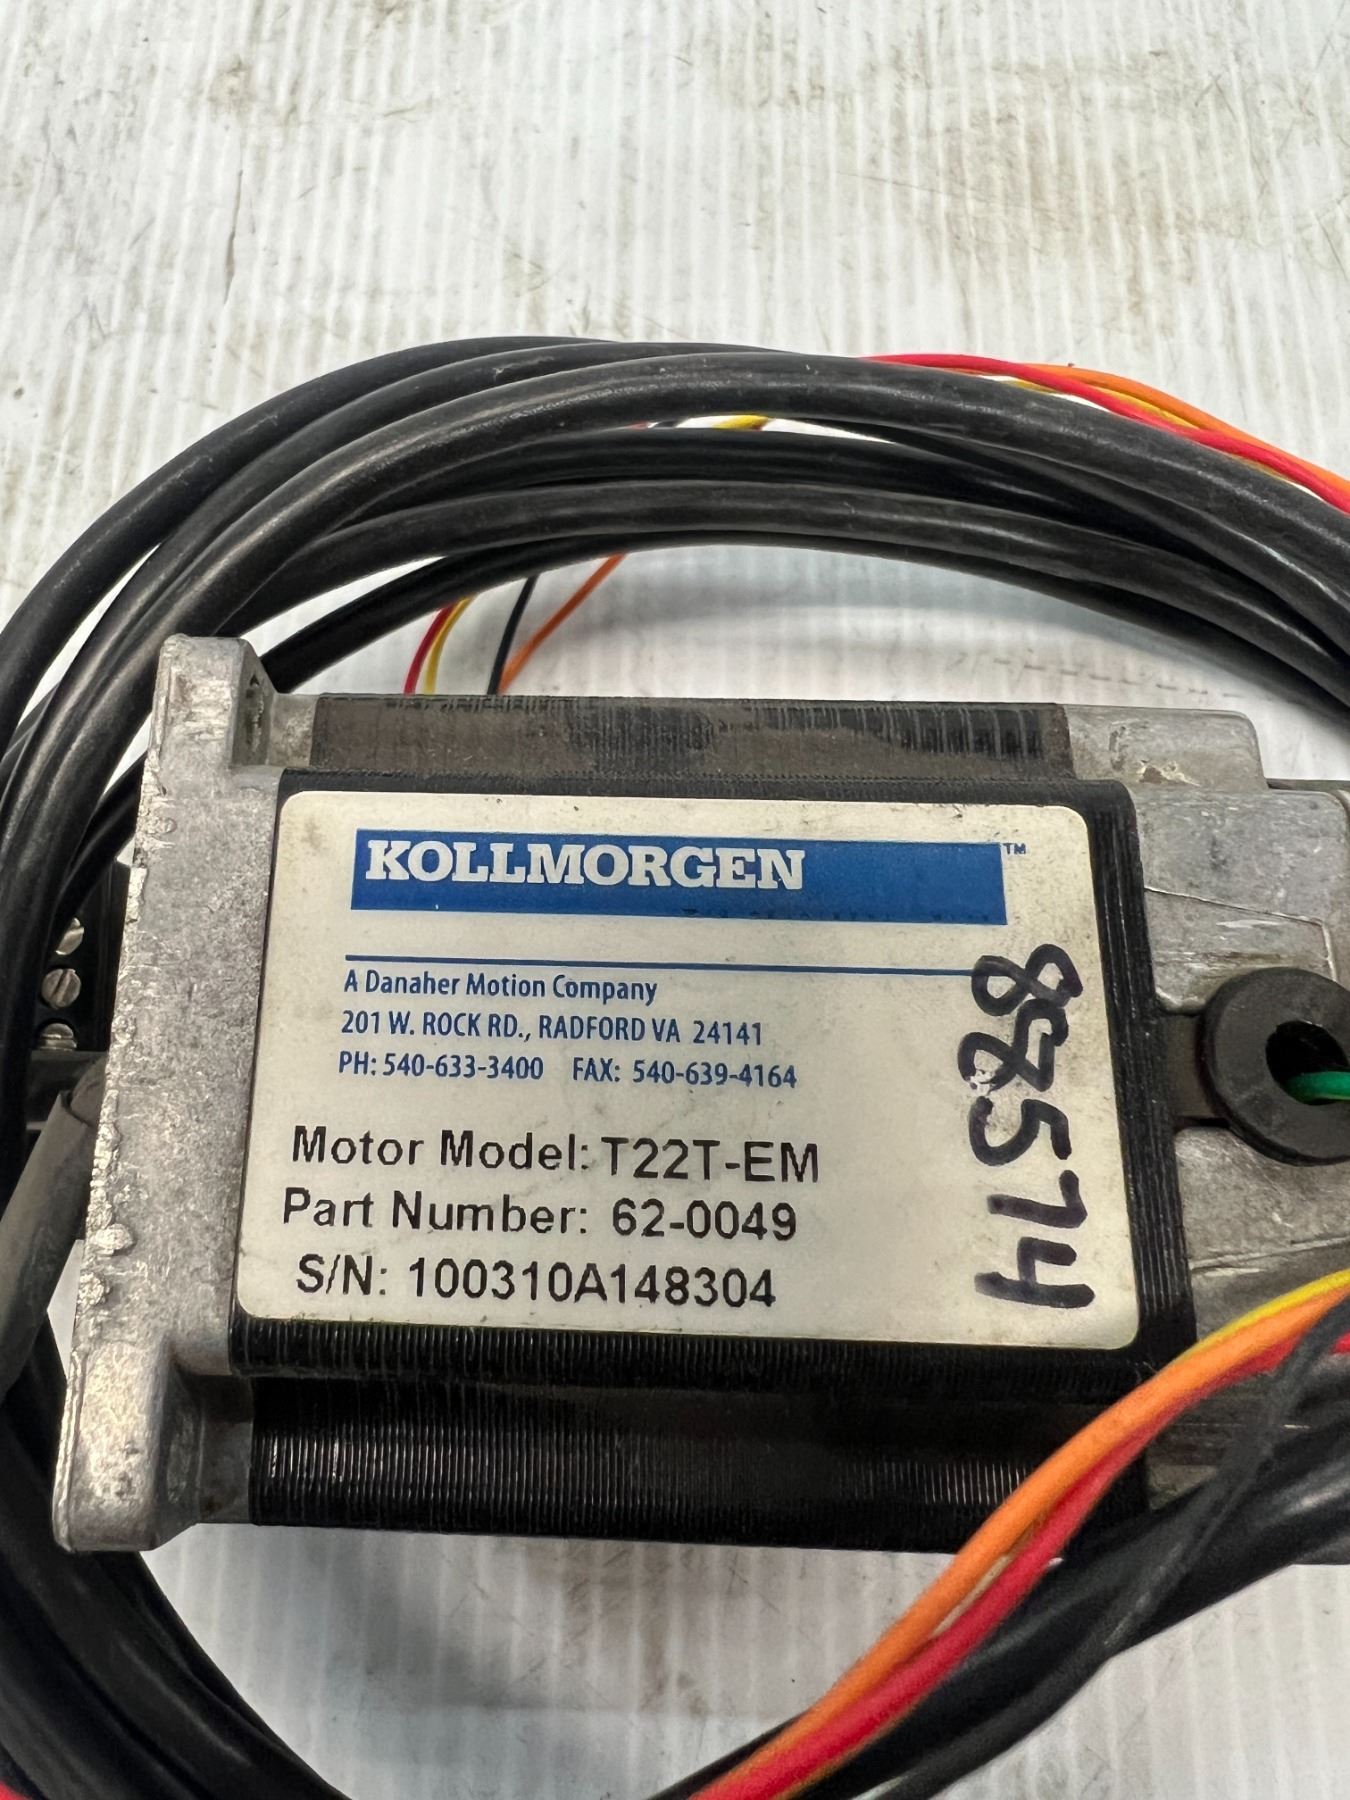 KOLLMORGEN ™
A Danaher Motion Company
201 W. ROCK RD., RADFORD VA 24141
PH: 540-633-3400 FAX: 540-639-4164
Motor Model: T22T-EM
Part Number: 62-0049
S/N: 100310A148304
88514